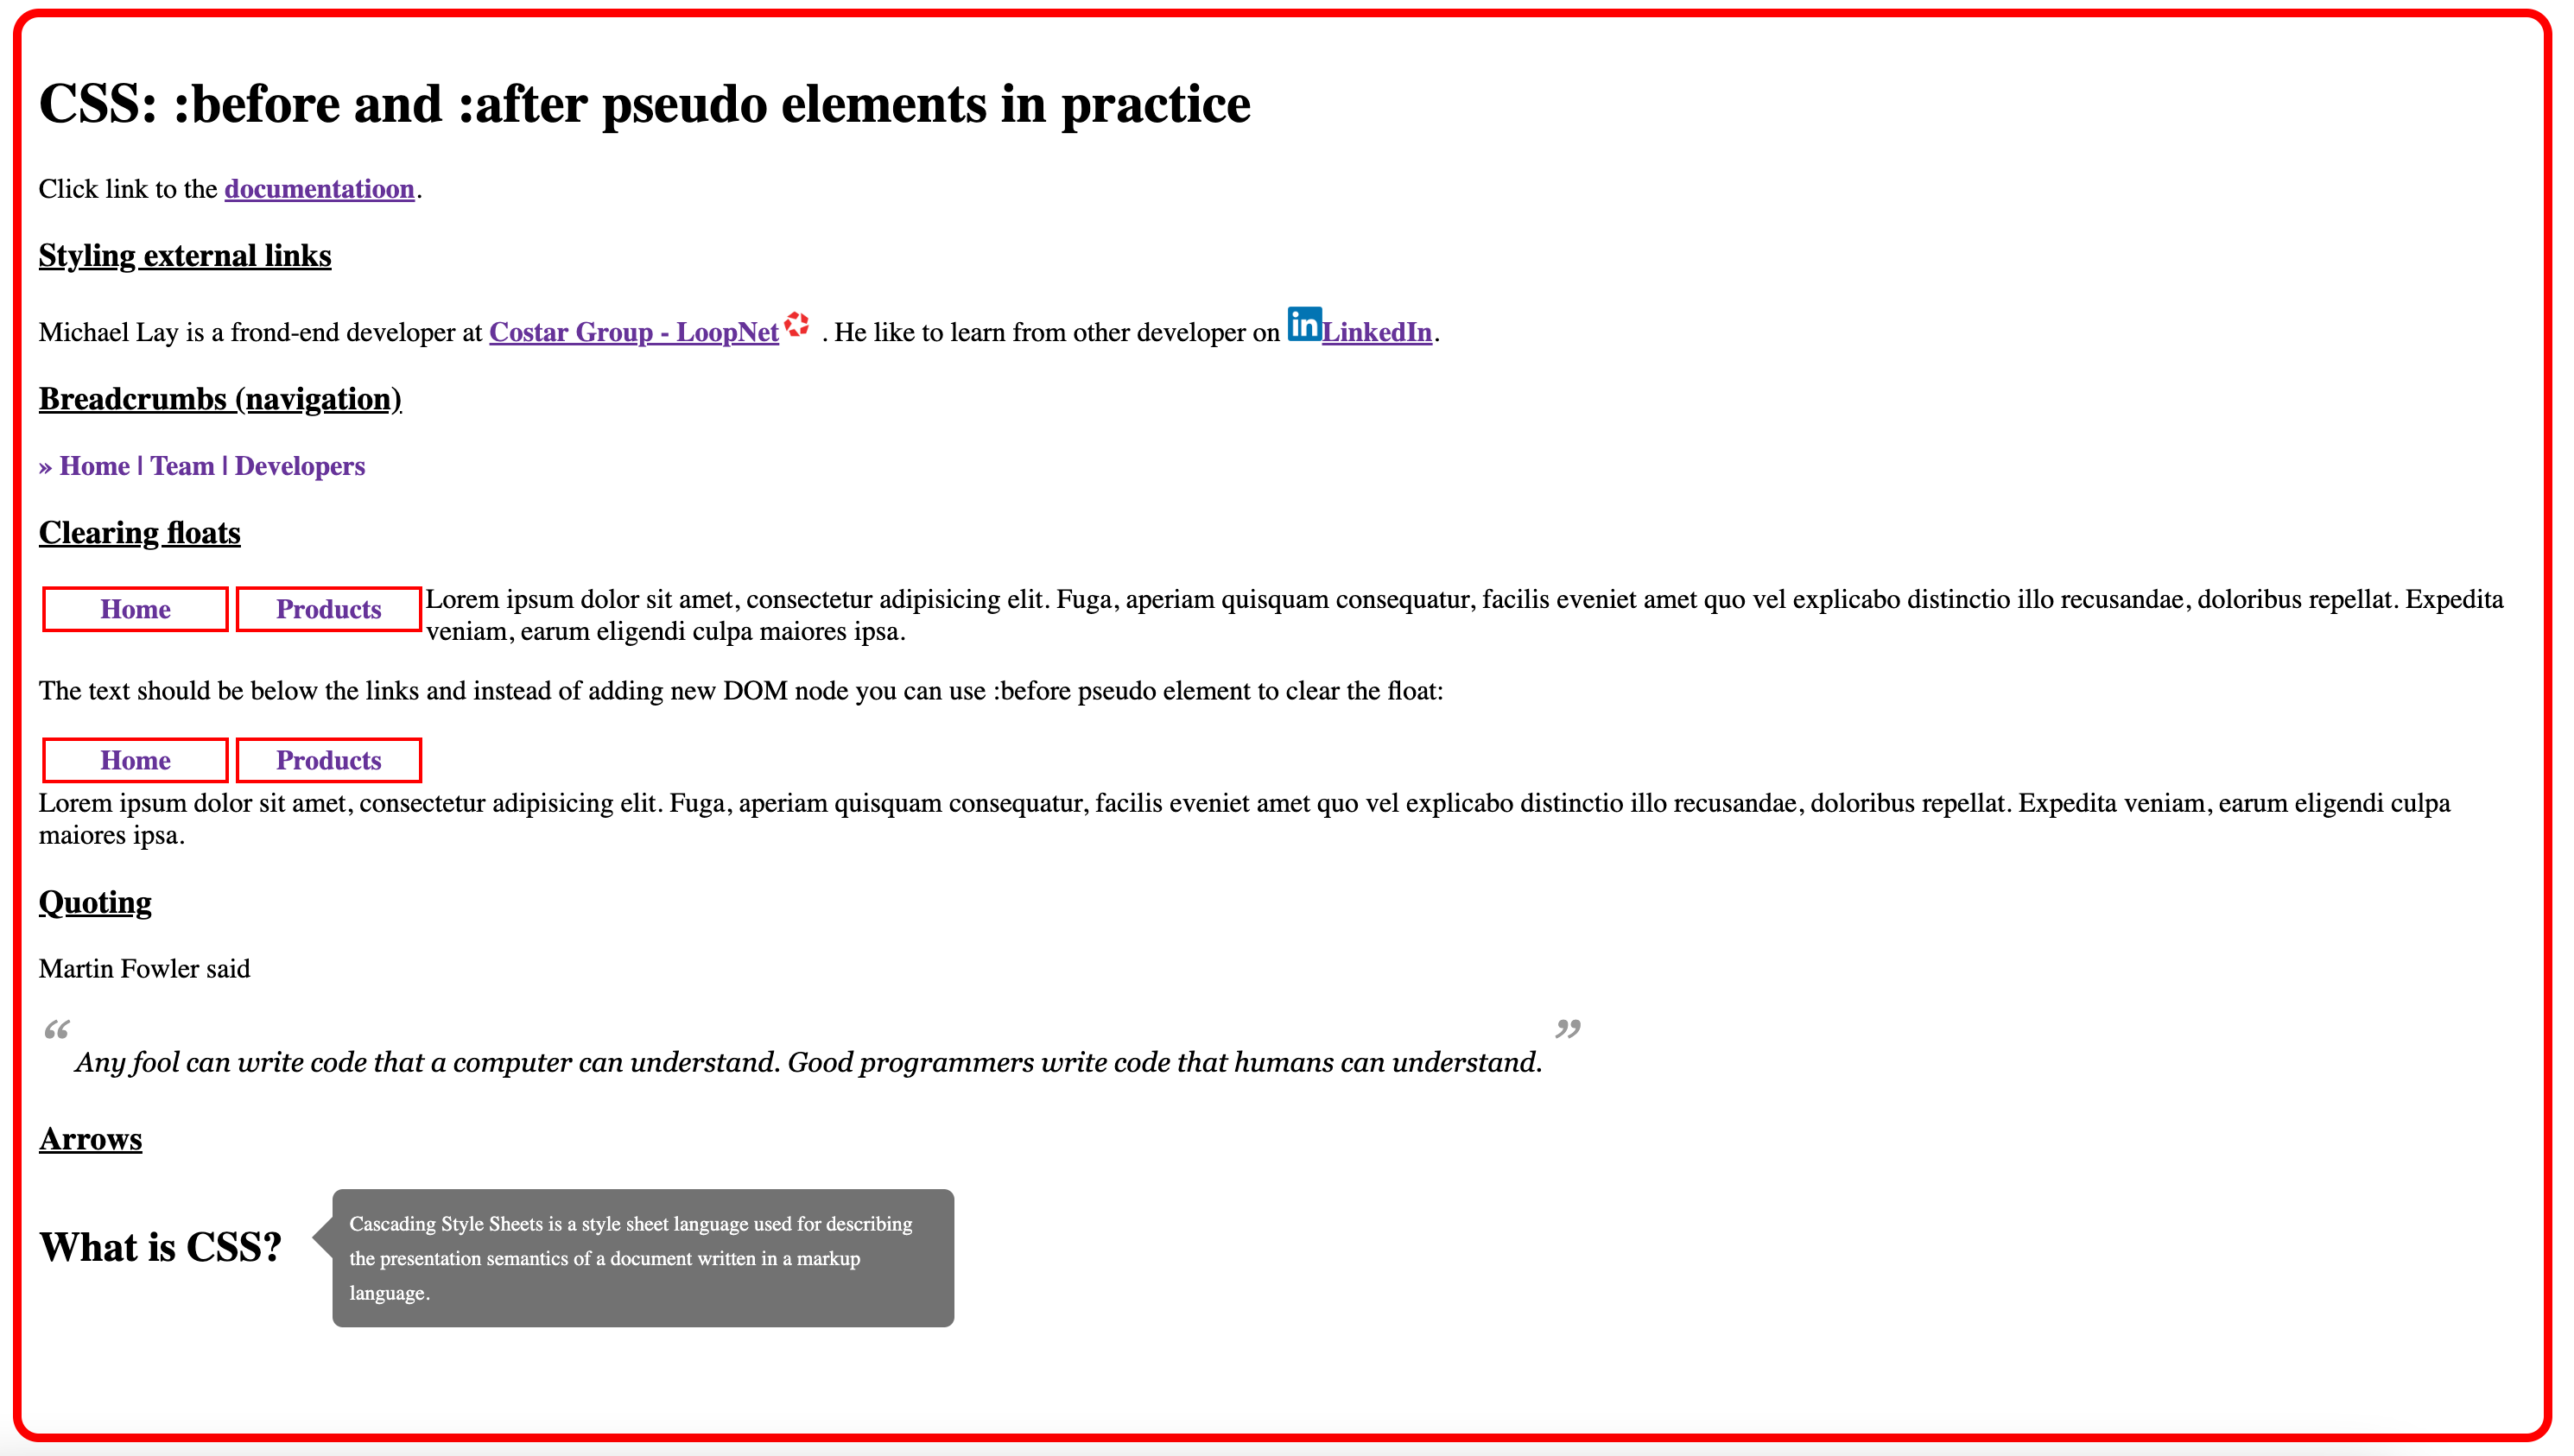 CSS: :before and :after pseudo elements in practice
Click link to the documentatioon.
Styling external links
Michael Lay is a frond-end developer at Costar Group - LoopNet . He like to learn from other developer on in LinkedIn.
Breadcrumbs (navigation)
» Home | Team | Developers
Clearing floats
Home Products Lorem ipsum dolor sit amet, consectetur adipisicing elit. Fuga, aperiam quisquam consequatur, facilis eveniet amet quo vel explicabo distinctio illo recusandae, doloribus repellat. Expedita
veniam, earum eligendi culpa maiores ipsa.
The text should be below the links and instead of adding new DOM node you can use :before pseudo element to clear the float:
Home Products
Lorem ipsum dolor sit amet, consectetur adipisicing elit. Fuga, aperiam quisquam consequatur, facilis eveniet amet quo vel explicabo distinctio illo recusandae, doloribus repellat. Expedita veniam, earum eligendi culpa
maiores ipsa.
Quoting
Martin Fowler said
“ Any fool can write code that a computer can understand. Good programmers write code that humans can understand. ”
Arrows
What is CSS?
Cascading Style Sheets is a style sheet language used for describing
the presentation semantics of a document written in a markup
language.